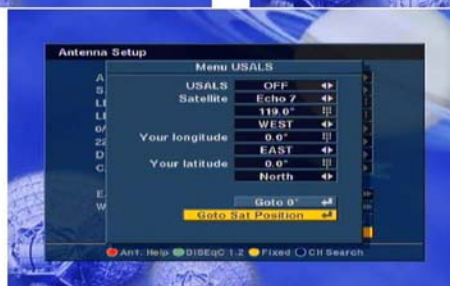 Antenna Setup
Menu USALS
USALS OFF
Satellite Echo 7
119.0°
WEST
Your longitude 0.0°
EAST
Your latitude 0.0°
North
Goto 0°
Goto Sat Position
Ant. Help DISEqC 1.2 Fixed CH Search